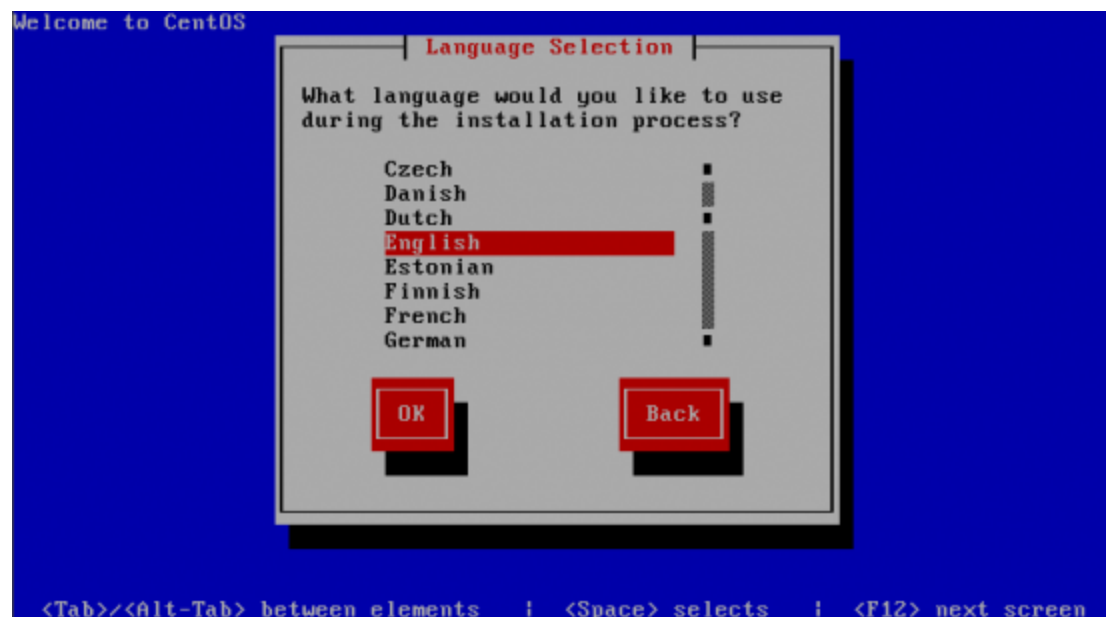 Welcome to CentOS
Language Selection
What language would you like to use
during the installation process?
Czech
Danish
Dutch
English
Estonian
Finnish
French
German
OK
Back
<Tab>/<Alt-Tab> between elements | <Space> selects | <F12> next screen